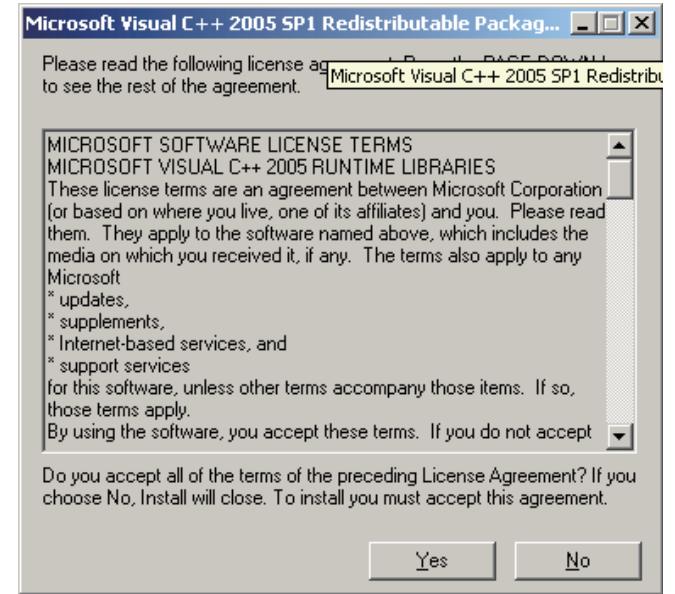 Microsoft Visual C++ 2005 SP1 Redistributable Packag...
Please read the following license
Microsoft Visual C++ 2005 SP1
to see the rest of the agreement.
MICROSOFT SOFTWARE LICENSE TERMS
MICROSOFT VISUAL C++ 2005 RUNTIME LIBRARIES
These license terms are an agreement between Microsoft Corporation
(or based on where you live, one of its affiliates) and you.  Please read
them.  They apply to the software named above, which includes the
media on which you received it, if any.  The terms also apply to any
Microsoft
* updates,
* supplements,
* Internet-based services, and
* support services
for this software, unless other terms accompany those items.  If so,
those terms apply.
By using the software, you accept these terms.  If you do not accept
Do you accept all of the terms of the preceding License Agreement? If you
choose No, Install will close. To install you must accept this agreement.
Yes
No